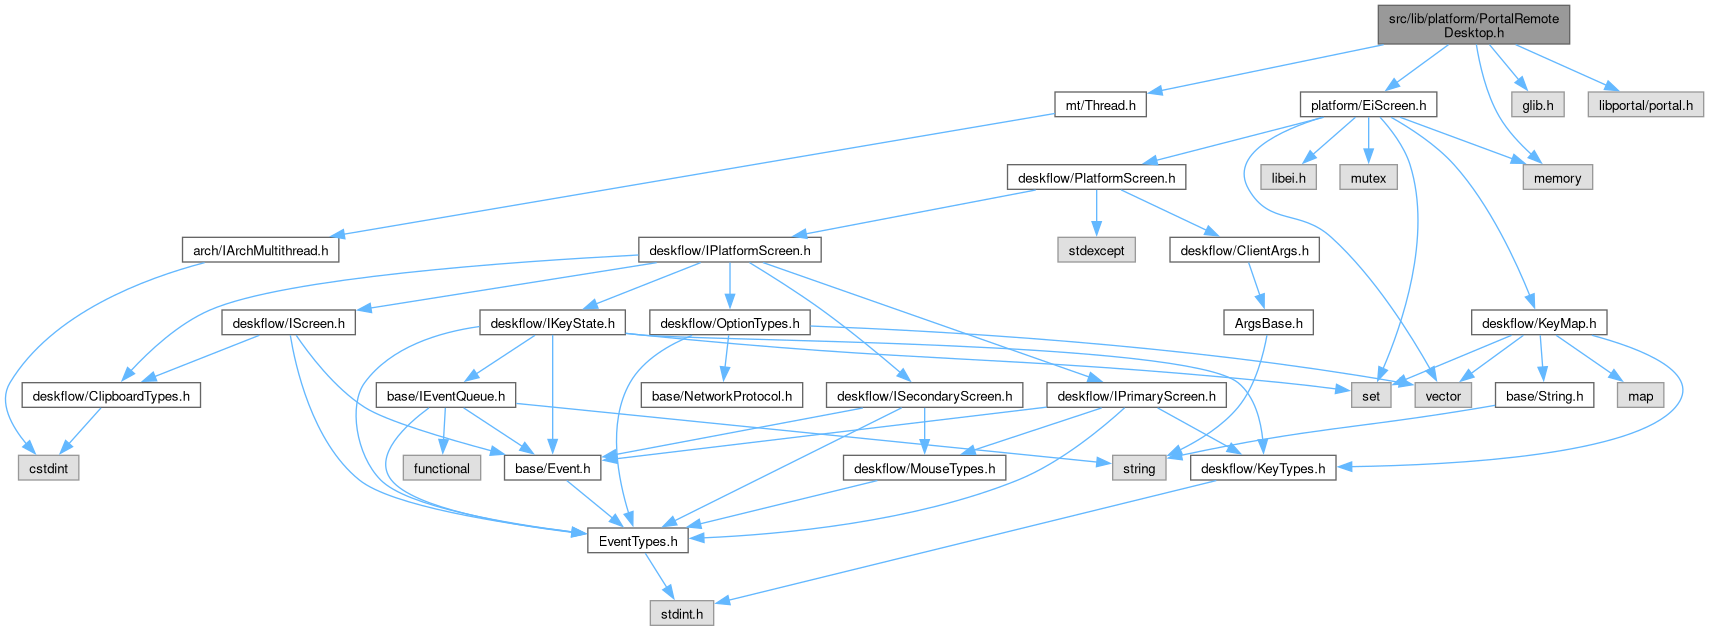 src/lib/platform/PortalRemote
Desktop.h
mt/Thread.h
platform/EiScreen.h
glib.h
libportal/portal.h
deskflow/PlatformScreen.h
libei.h
mutex
memory
arch/IArchMultithread.h
deskflow/IPlatformScreen.h
stdexcept
deskflow/ClientArgs.h
deskflow/IScreen.h
deskflow/IKeyState.h
deskflow/OptionTypes.h
ArgsBase.h
deskflow/KeyMap.h
deskflow/ClipboardTypes.h
base/IEventQueue.h
base/NetworkProtocol.h
deskflow/ISecondaryScreen.h
deskflow/IPrimaryScreen.h
set
vector
base/String.h
map
cstdint
functional
base/Event.h
deskflow/MouseTypes.h
string
deskflow/KeyTypes.h
EventTypes.h
stdint.h